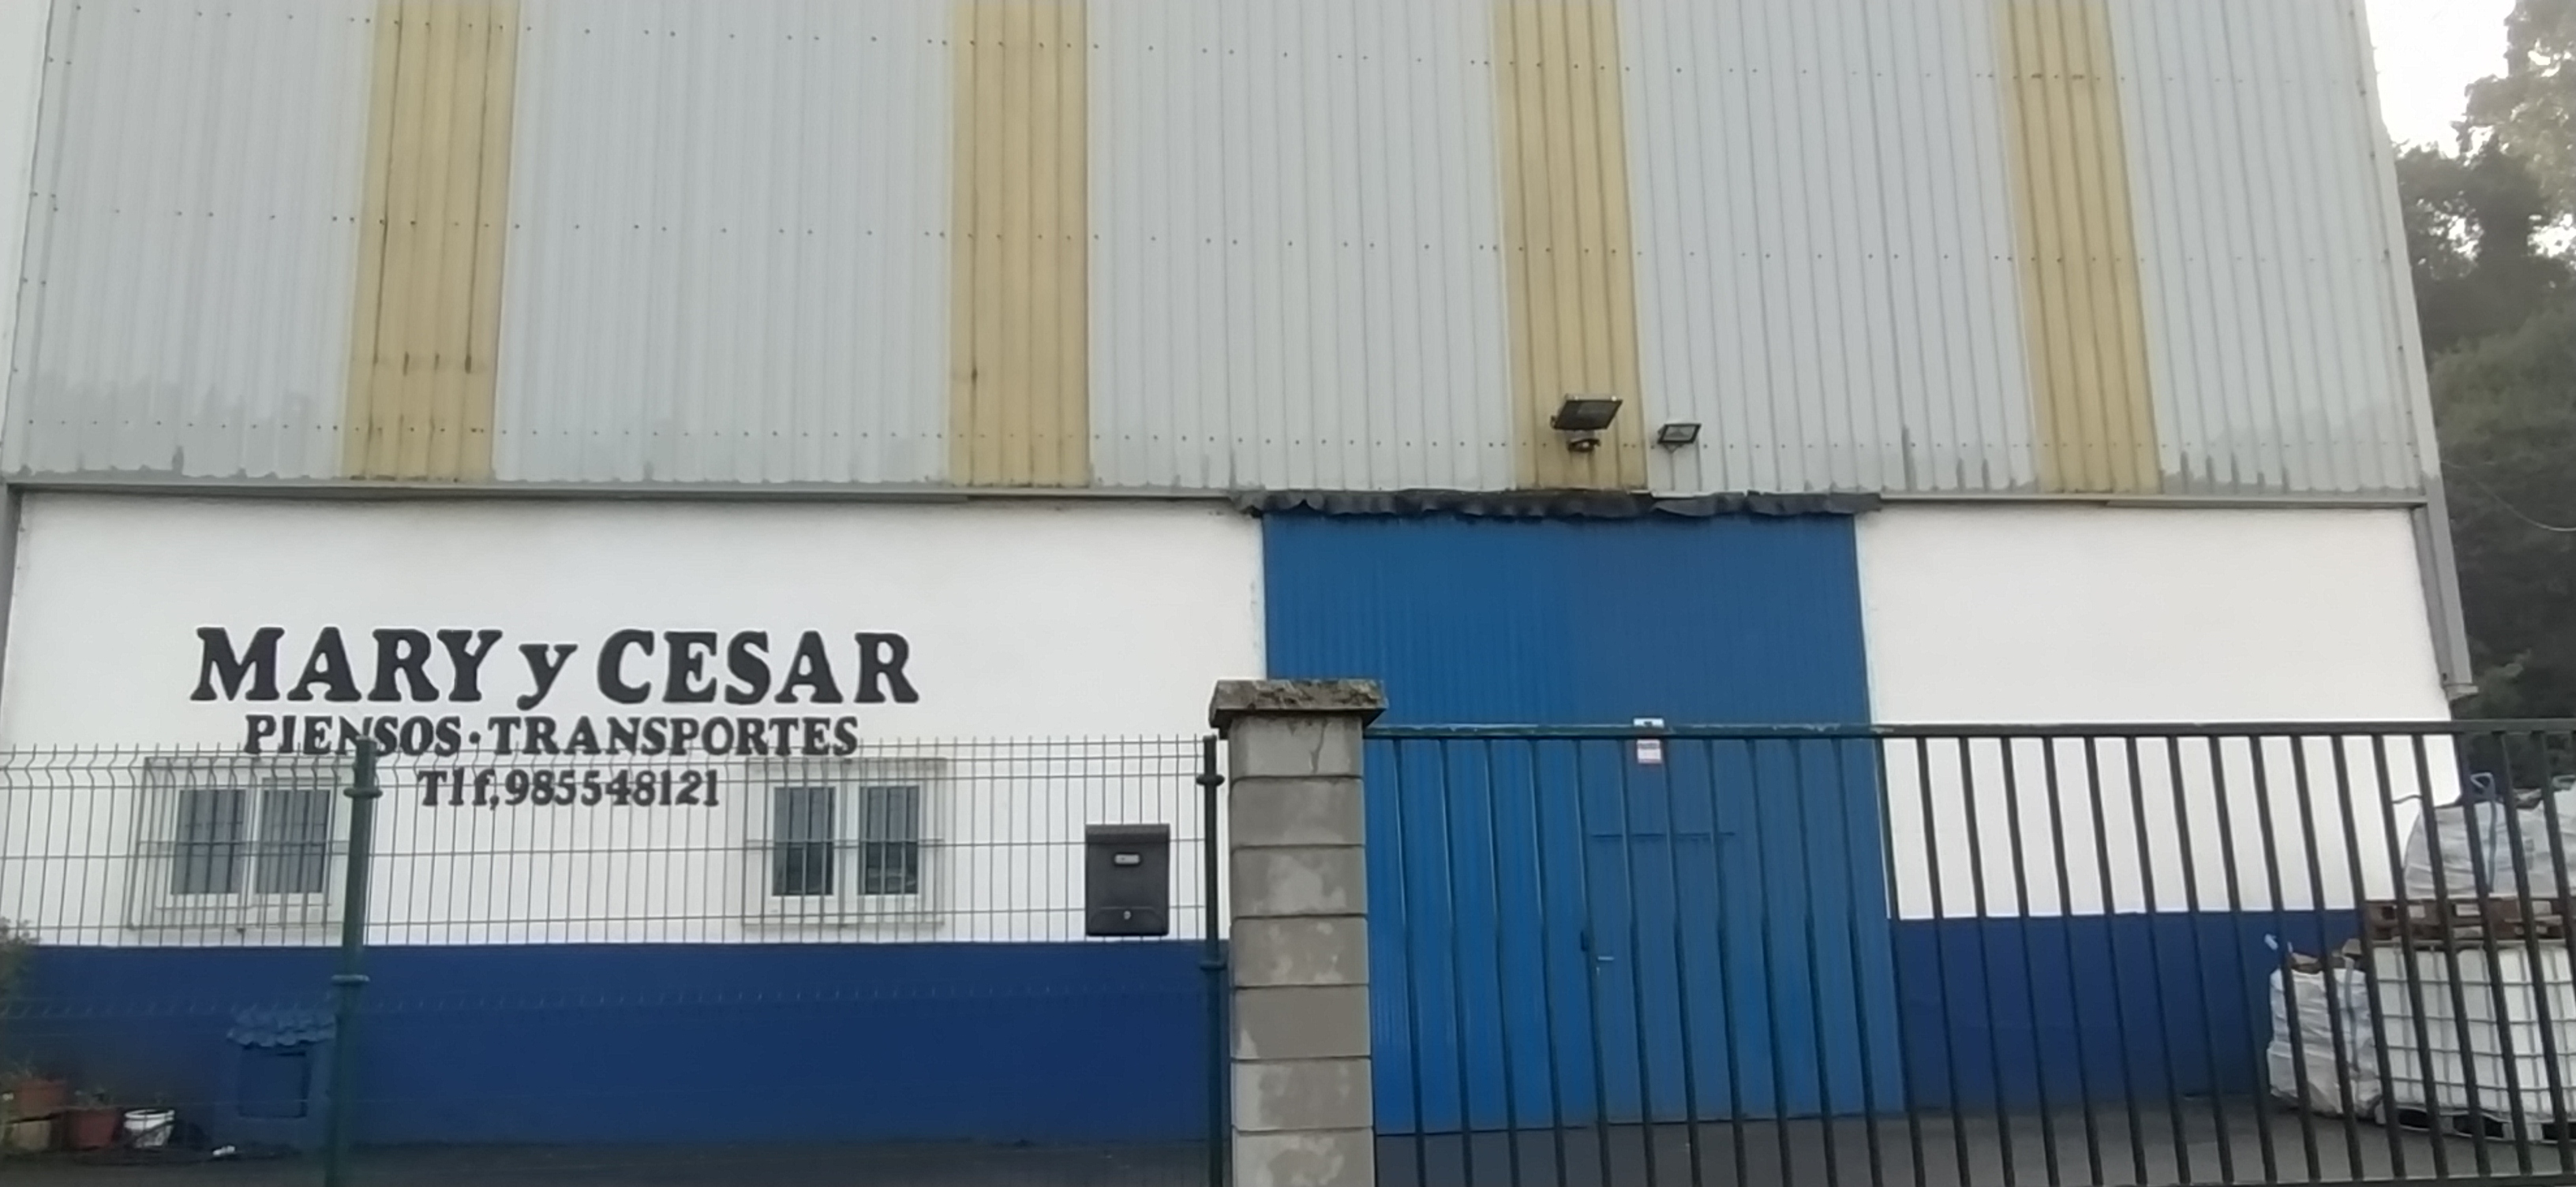 MARY y CESAR
PIENSOS·TRANSPORTES
Tlf,985548121